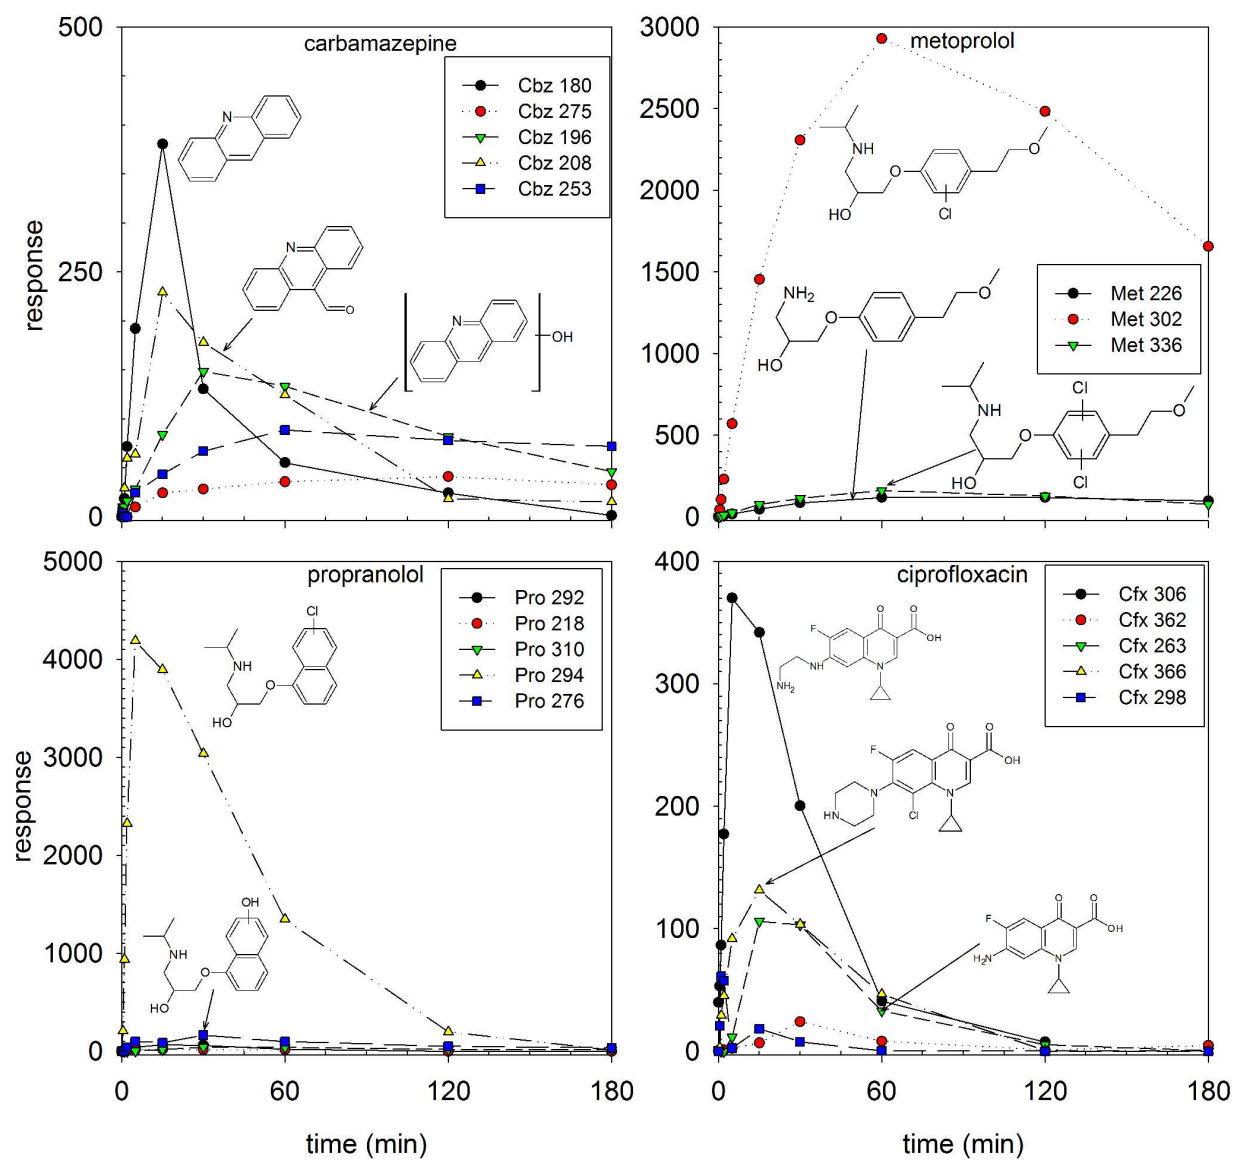 carbamazepine
500
250
0
response
Cbz 180
Cbz 275
Cbz 196
Cbz 208
Cbz 253
N
N
O
N
OH
metoprolol
3000
2500
2000
1500
1000
500
0
NH
O
O
HO
Cl
Met 226
Met 302
Met 336
NH2
O
O
HO
Cl
NH
O
O
HO
Cl
propranolol
5000
4000
3000
2000
1000
0
response
Pro 292
Pro 218
Pro 310
Pro 294
Pro 276
Cl
NH
O
HO
OH
NH
O
HO
0
60
120
180
time (min)
ciprofloxacin
400
300
200
100
0
Cfx 306
Cfx 362
Cfx 263
Cfx 366
Cfx 298
O
O
F
OH
NH
N
NH2
O
O
F
OH
N
N
Cl
HN
O
O
F
OH
NH2
N
0
60
120
180
time (min)